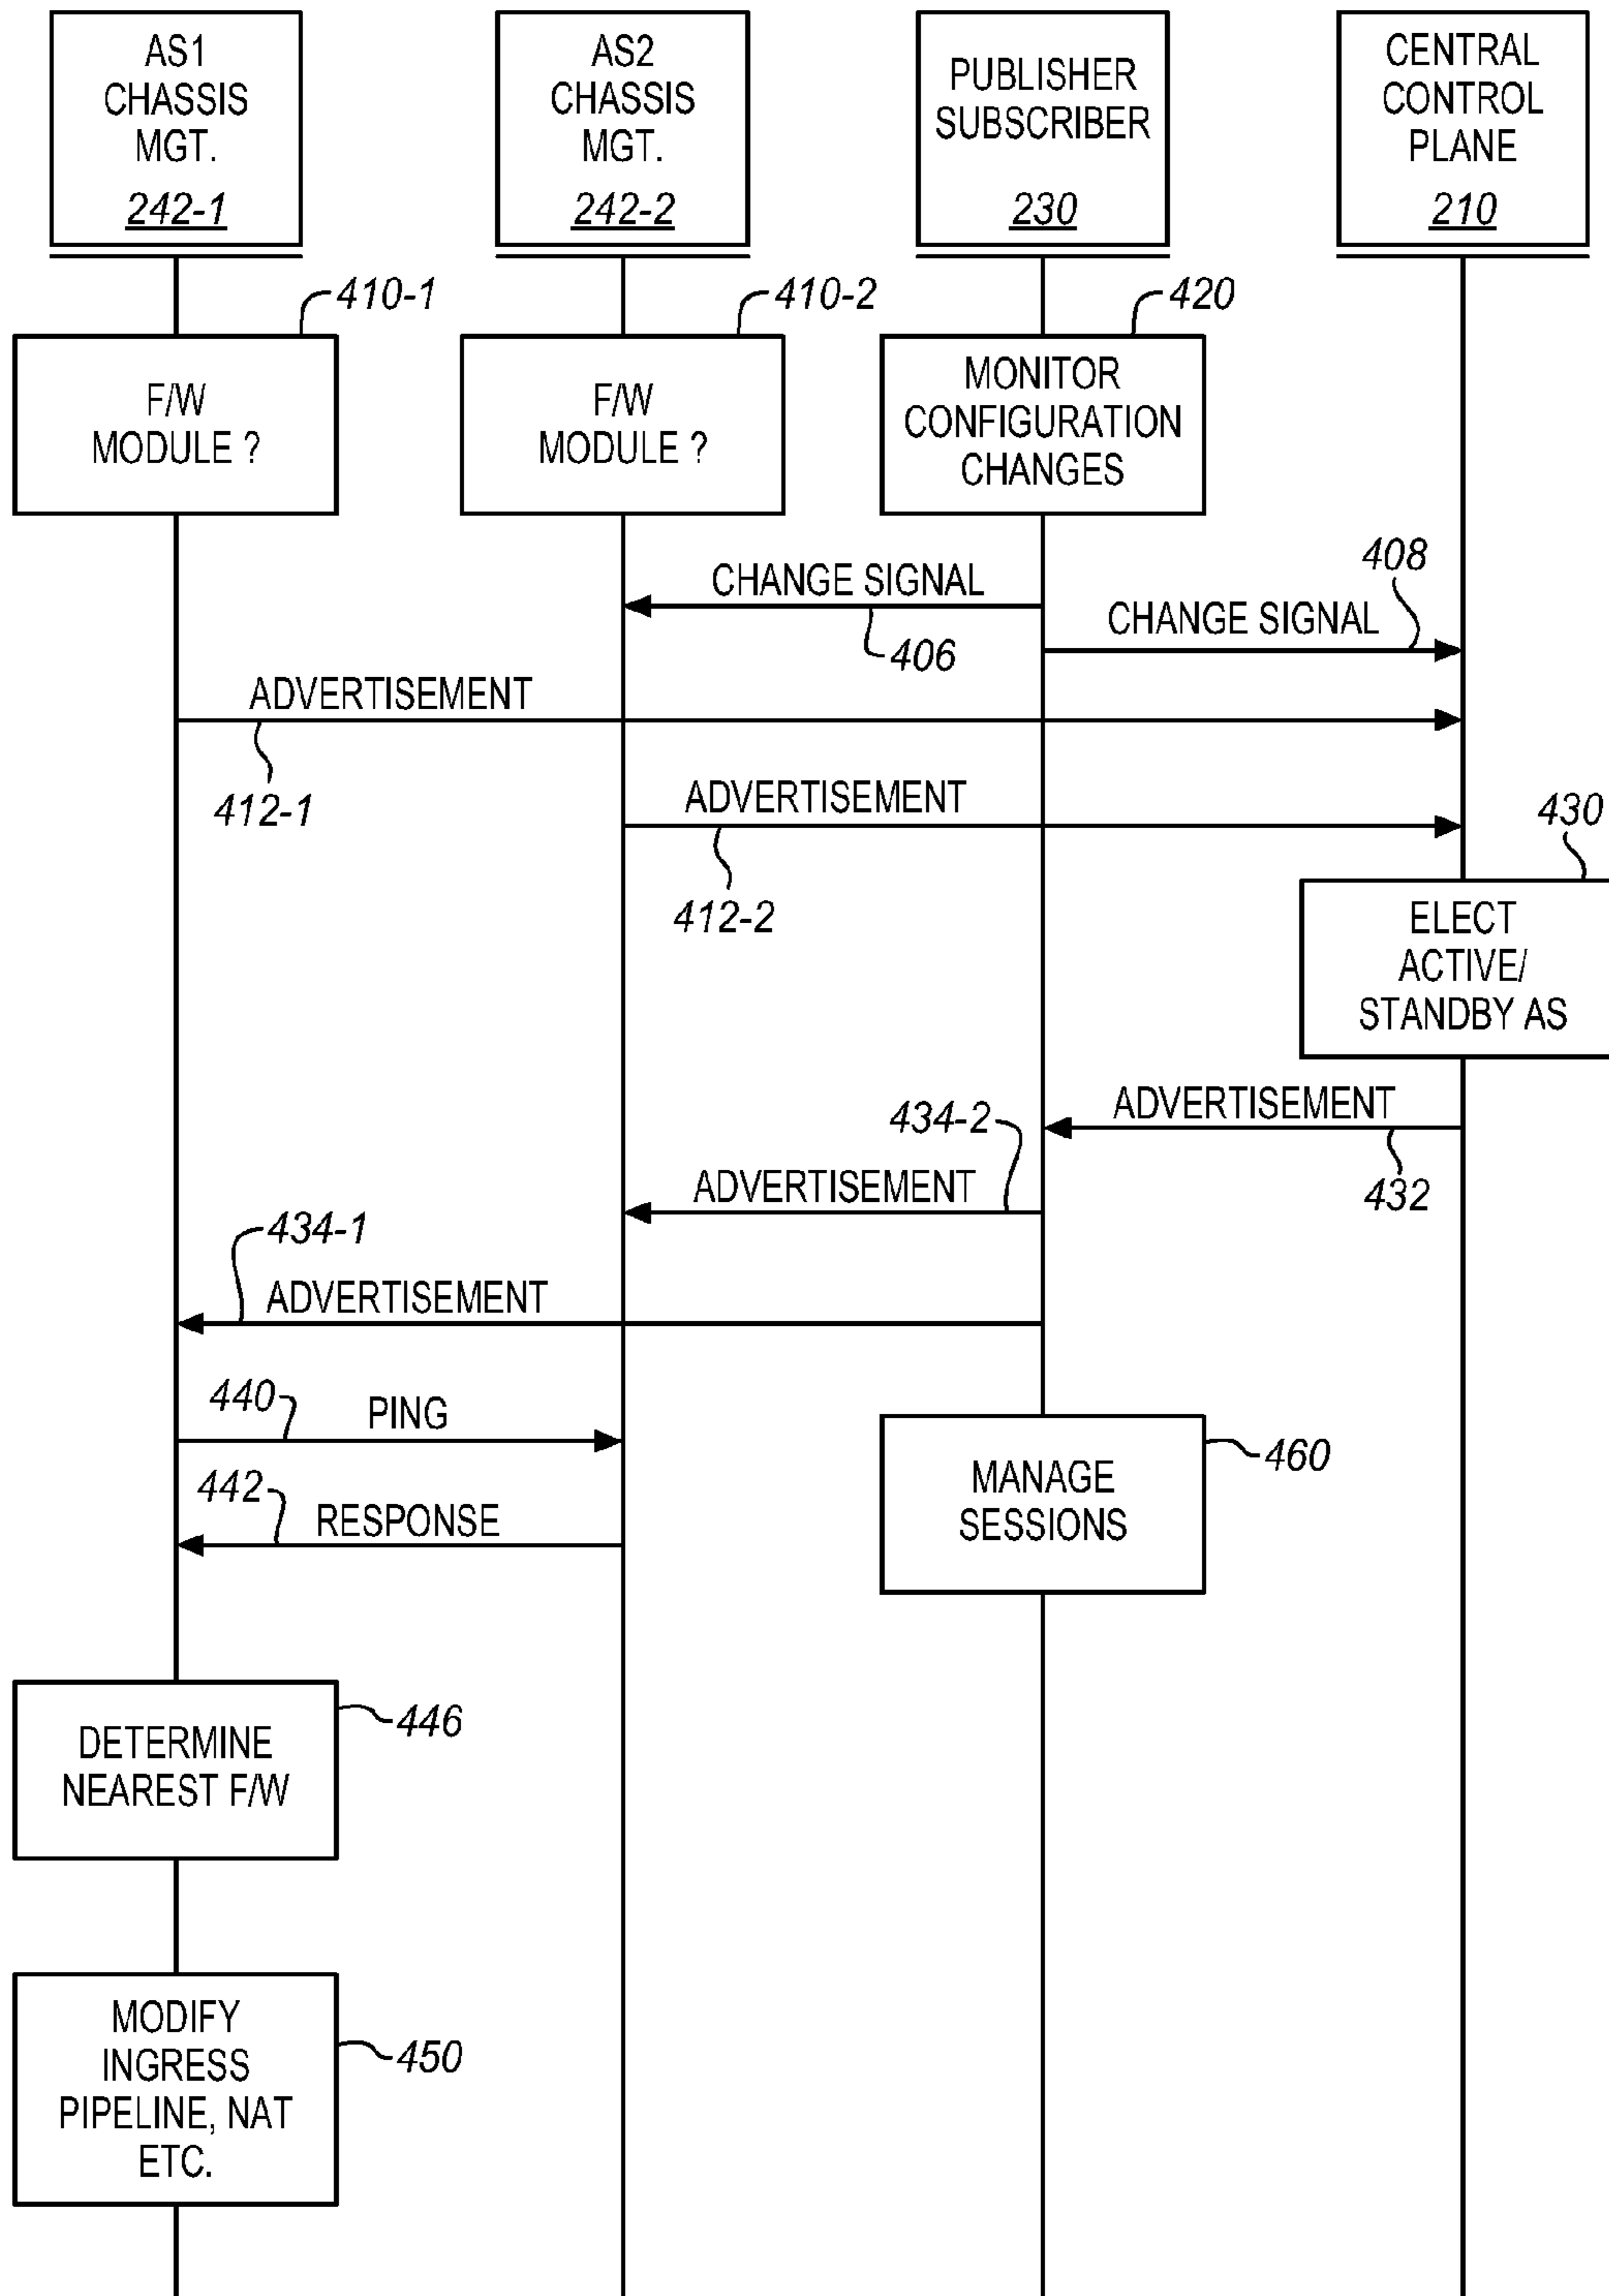 AS1
CHASSIS
MGT.
242-1
AS2
CHASSIS
MGT.
242-2
PUBLISHER
SUBSCRIBER
230
CENTRAL
CONTROL
PLANE
210
410-1
F/W
MODULE ?
410-2
F/W
MODULE ?
420
MONITOR
CONFIGURATION
CHANGES
CHANGE SIGNAL
406
408
CHANGE SIGNAL
ADVERTISEMENT
412-1
ADVERTISEMENT
412-2
430
ELECT
ACTIVE/
STANDBY AS
ADVERTISEMENT
432
434-2
ADVERTISEMENT
434-1
ADVERTISEMENT
440
PING
442
RESPONSE
MANAGE
SESSIONS
460
DETERMINE
NEAREST F/W
446
MODIFY
INGRESS
PIPELINE, NAT
ETC.
450